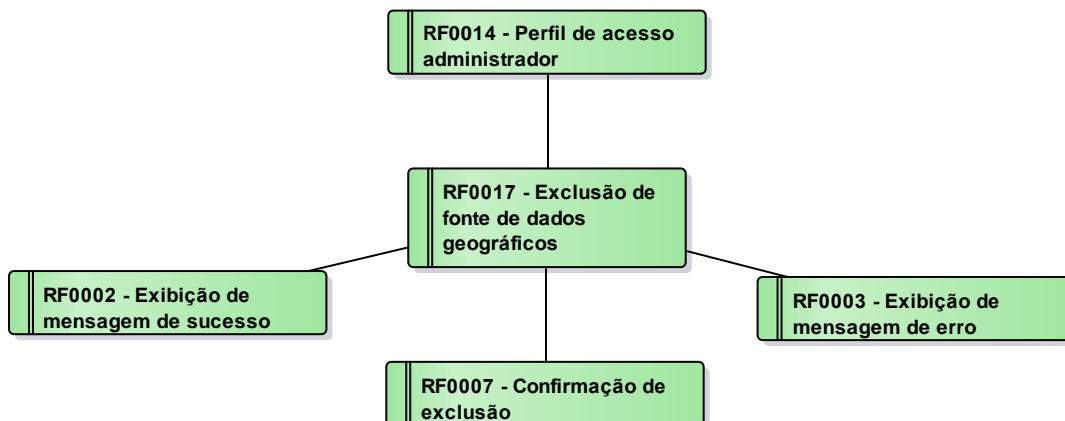 RF0014 - Perfil de acesso
administrador
RF0017 - Exclusão de
fonte de dados
geográficos
RF0002 - Exibição de
mensagem de sucesso
RF0003 - Exibição de
mensagem de erro
RF0007 - Confirmação de
exclusão